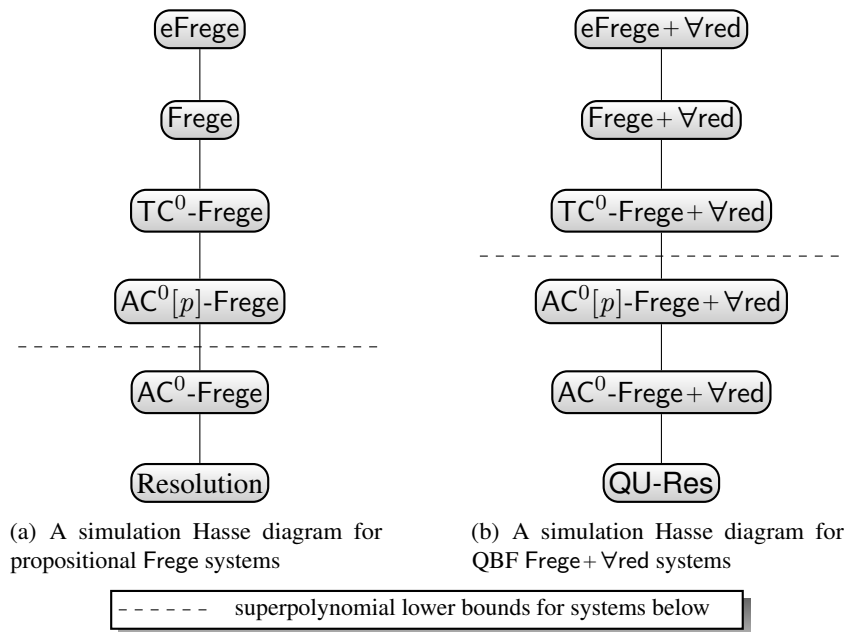 eFrege
Frege
TC⁰-Frege
AC⁰[p]-Frege
AC⁰-Frege
Resolution
(a) A simulation Hasse diagram for
propositional Frege systems
eFrege + ∀red
Frege + ∀red
TC⁰-Frege + ∀red
AC⁰[p]-Frege + ∀red
AC⁰-Frege + ∀red
QU-Res
(b) A simulation Hasse diagram for
QBF Frege + ∀red systems
superpolynomial lower bounds for systems below